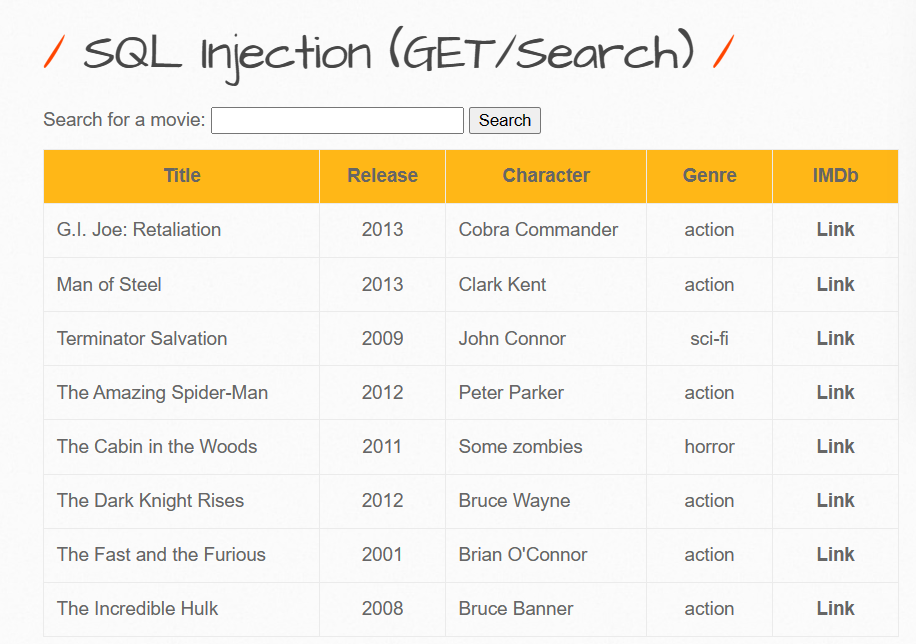 / SQL Injection (GET/Search) /
Search for a movie: Search
Title Release Character Genre IMDb
G.I. Joe: Retaliation 2013 Cobra Commander action Link
Man of Steel 2013 Clark Kent action Link
Terminator Salvation 2009 John Connor sci-fi Link
The Amazing Spider-Man 2012 Peter Parker action Link
The Cabin in the Woods 2011 Some zombies horror Link
The Dark Knight Rises 2012 Bruce Wayne action Link
The Fast and the Furious 2001 Brian O'Connor action Link
The Incredible Hulk 2008 Bruce Banner action Link